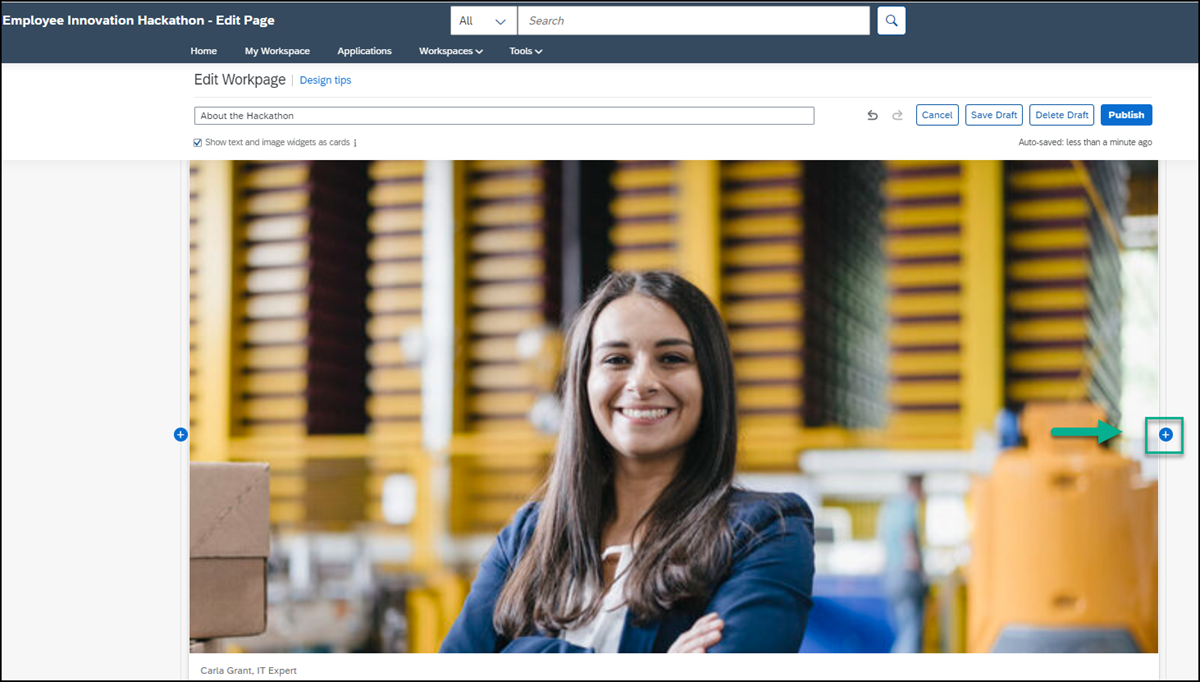 Employee Innovation Hackathon - Edit Page
All Search
Home My Workspace Applications Workspaces Tools
Edit Workpage Design tips
About the Hackathon
Cancel Save Draft Delete Draft Publish
Show text and image widgets as cards
Auto-saved: less than a minute ago
Carla Grant, IT Expert